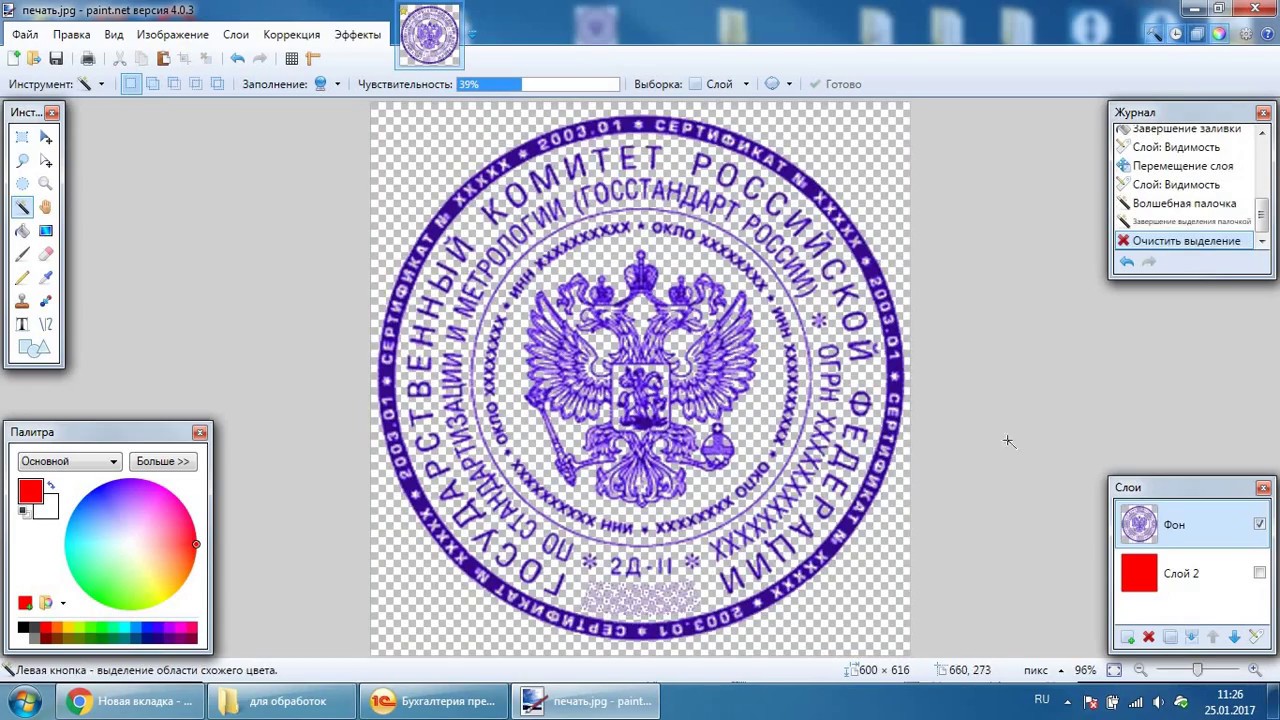 печать.jpg - paint.net версия 4.0.3
Файл Правка Вид Изображение Слои Коррекция Эффекты
Инструмент: Заполнение: Чувствительность: 39% Выборка: Слой Готово
Инст...
Журнал
Завершение заливки
Слой: Видимость
Перемещение слоя
Слой: Видимость
Волшебная палочка
Завершение выделения палочкой
Очистить выделение
СЕРТИФИКАТ № XXXXX * 2003.01 * СЕРТИФИКАТ № XXXXX * 2003.01 * СЕРТИФИКАТ № XXXXX * 2003.01 * СЕРТИФИКАТ № XXXXX * 2003.01 *
ГОСУДАРСТВЕННЫЙ КОМИТЕТ РОССИЙСКОЙ ФЕДЕРАЦИИ
ПО СТАНДАРТИЗАЦИИ И МЕТРОЛОГИИ (ГОССТАНДАРТ РОССИИ) * ОГРН XXXXXXXXXXXXX
* 2Д-II *
• ИНН XXXXXXXXXX • ОКПО XXXXXXXX • ИНН XXXXXXXXXX • ОКПО XXXXXXXX • ИНН XXXXXXXXXX • ОКПО XXXXXXXX
Палитра
Основной Больше >>
Слои
Фон
Слой 2
Левая кнопка - выделение области схожего цвета. 600 × 616 660, 273 пикс 96%
Новая вкладка - ... для обработок Бухгалтерия пре... печать.jpg - paint... RU 11:26
25.01.2017